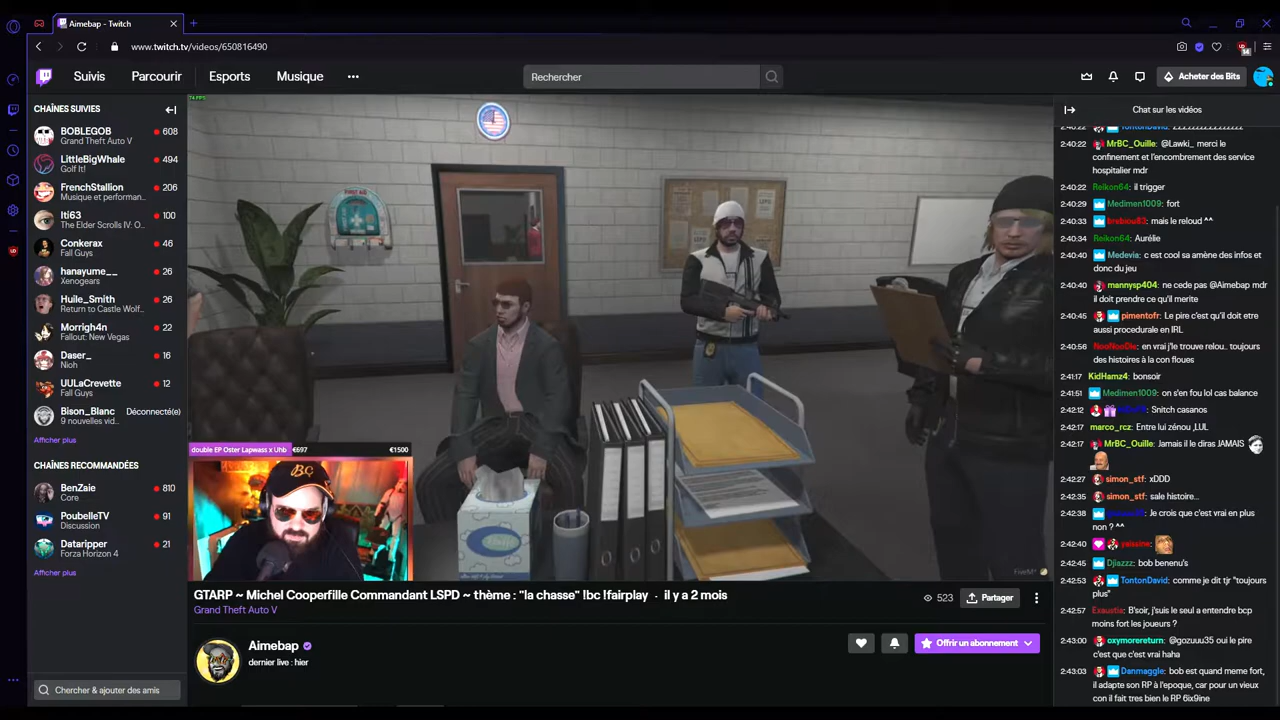 Aimebap - Twitch
www.twitch.tv/videos/650816490
14
Suivis
Parcourir
Esports
Musique
Rechercher
Acheter des Bits
CHAÎNES SUIVIES
BOBLEGOB
608
Grand Theft Auto V
LittleBigWhale
494
Golf It!
FrenchStallion
206
Musique et performan...
Iti63
100
The Elder Scrolls IV: O...
Conkerax
46
Fall Guys
hanayume__
26
Xenogears
Huile_Smith
26
Return to Castle Wolf...
Morrigh4n
22
Fallout: New Vegas
Daser_
16
Nioh
UULaCrevette
12
Fall Guys
Bison_Blanc
Déconnecté(e)
9 nouvelles vid...
Afficher plus
CHAÎNES RECOMMANDÉES
BenZaie
810
Core
PoubelleTV
91
Discussion
Dataripper
21
Forza Horizon 4
Afficher plus
Chercher & ajouter des amis
74 FPS
FIRST AID
double EP Oster Lapwass x Uhb
€697
€1500
BC
FiveM
GTARP ~ Michel Cooperfille Commandant LSPD ~ thème : "la chasse" !bc !fairplay - il y a 2 mois
Grand Theft Auto V
523
Partager
Aimebap
dernier live : hier
Offrir un abonnement
Chat sur les vidéos
2:40:22 TontonDavid:
2:40:22 MrBC_Ouille: @Lawki_ merci le
confinement et l'encombrement des service
hospitalier mdr
2:40:22 Reikon64: il trigger
2:40:29 Medimen1009: fort
2:40:33 mais le reloud ^^
2:40:34 Reikon64: Aurélie
2:40:40 Medevia: c est cool sa amène des infos et
donc du jeu
2:40:40 mannysp404: ne cede pas @Aimebap mdr
il doit prendre ce qu'il merite
2:40:45 pimentofr: Le pire c'est qu'il doit etre
aussi procedurale en IRL
2:40:56 NooNooDie: en vrai j'le trouve relou.. toujours
des histoires à la con floues
2:41:17 KidHamz4: bonsoir
2:41:51 Medimen1009: on s'en fou lol cas balance
2:42:12 Snitch casanos
2:42:17 marco_rcz: Entre lui zénou ,LUL
2:42:17 MrBC_Ouille: Jamais il le diras JAMAIS
2:42:27 simon_stf: xDDD
2:42:35 simon_stf: sale histoire...
2:42:38 Je crois que c'est vrai en plus
non ? ^^
2:42:40 yassine:
2:42:45 Djiazzz: bob benenu's
2:42:53 TontonDavid: comme je dit tjr "toujours
plus"
2:42:57 Exaustia: B'soir, j'suis le seul a entendre bcp
moins fort les joueurs ?
2:43:00 oxymorereturn: @gozuuu35 oui le pire
c'est que c'est vrai haha
2:43:03 Danmaggle: bob est quand meme fort,
il adapte son RP à l'epoque, car pour un vieux
con il fait tres bien le RP 6ix9ine